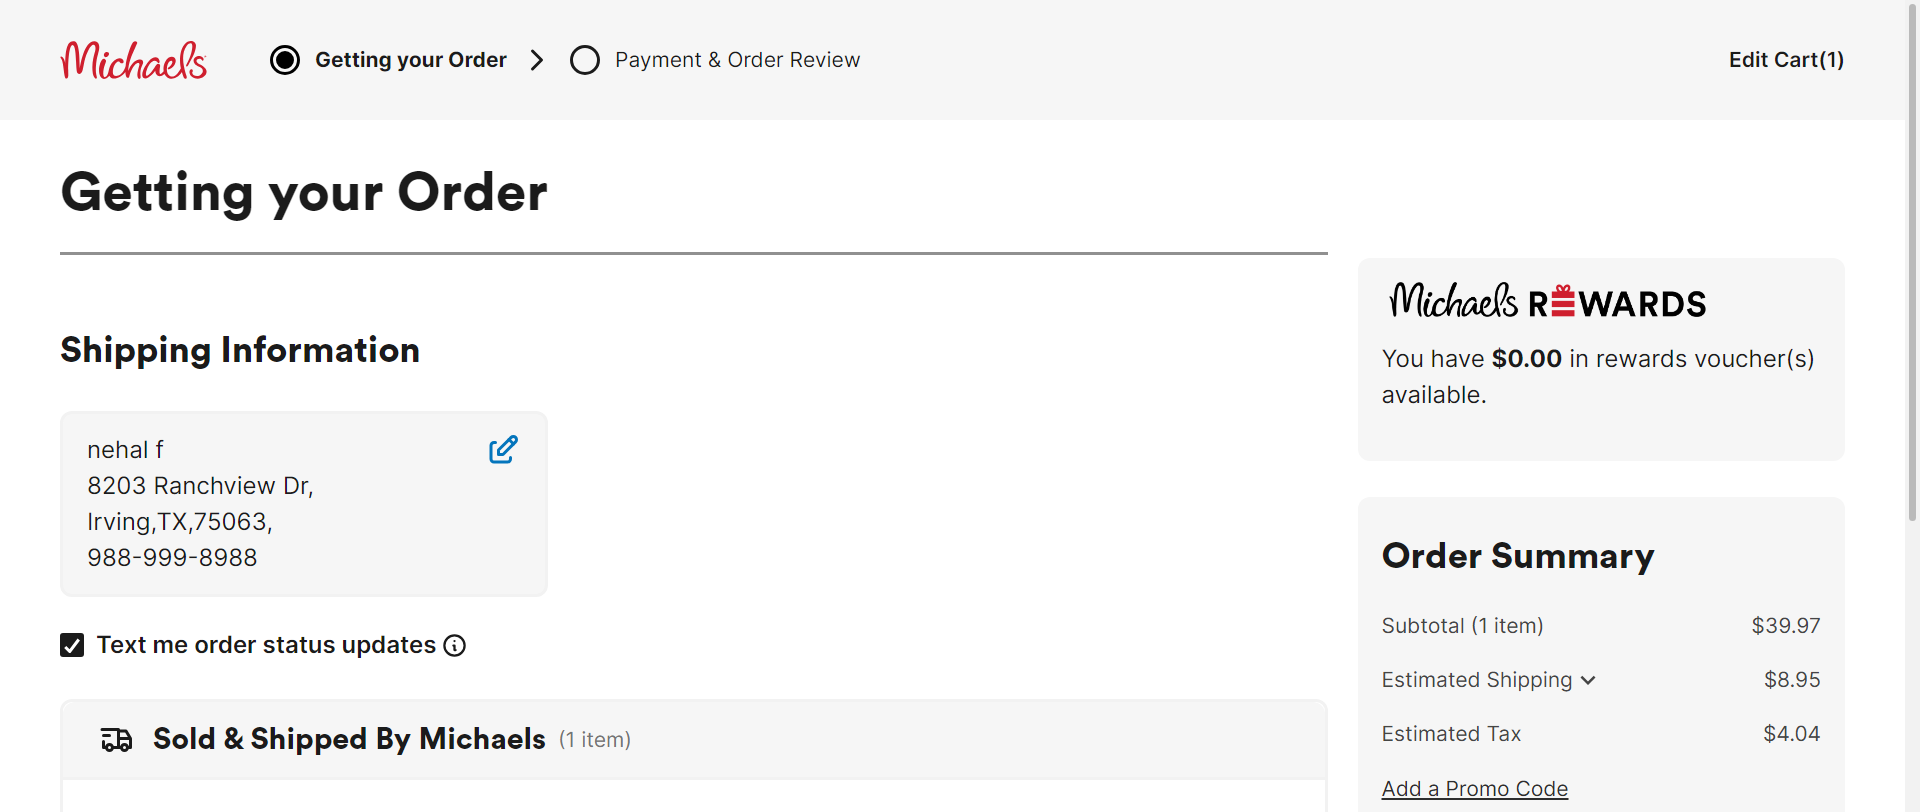 Michaels
Getting your Order
Payment & Order Review
Edit Cart(1)
Getting your Order
Shipping Information
nehal f
8203 Ranchview Dr,
Irving,TX,75063,
988-999-8988
Text me order status updates
Sold & Shipped By Michaels (1 item)
Michaels REWARDS
You have $0.00 in rewards voucher(s)
available.
Order Summary
Subtotal (1 item) $39.97
Estimated Shipping $8.95
Estimated Tax $4.04
Add a Promo Code